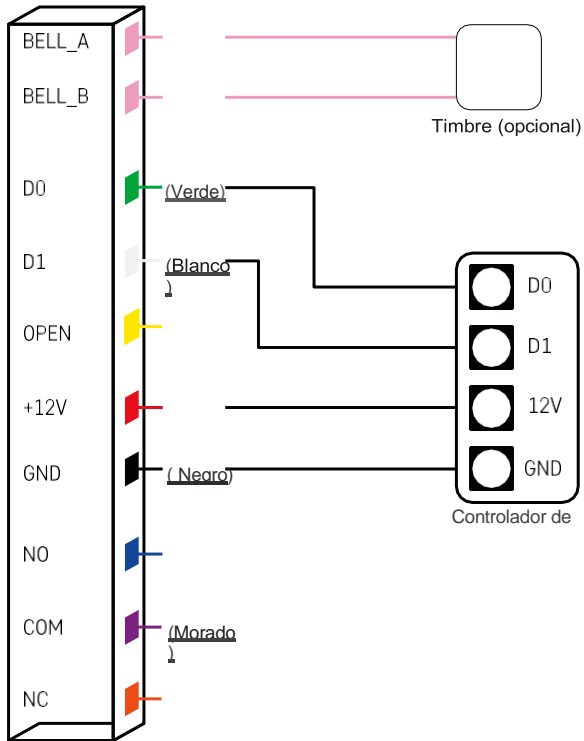 BELL_A
BELL_B
Timbre (opcional)
D0
(Verde)
D1
(Blanco
)
D0
OPEN
D1
+12V
12V
GND
( Negro)
GND
Controlador de
NO
COM
(Morado
)
NC